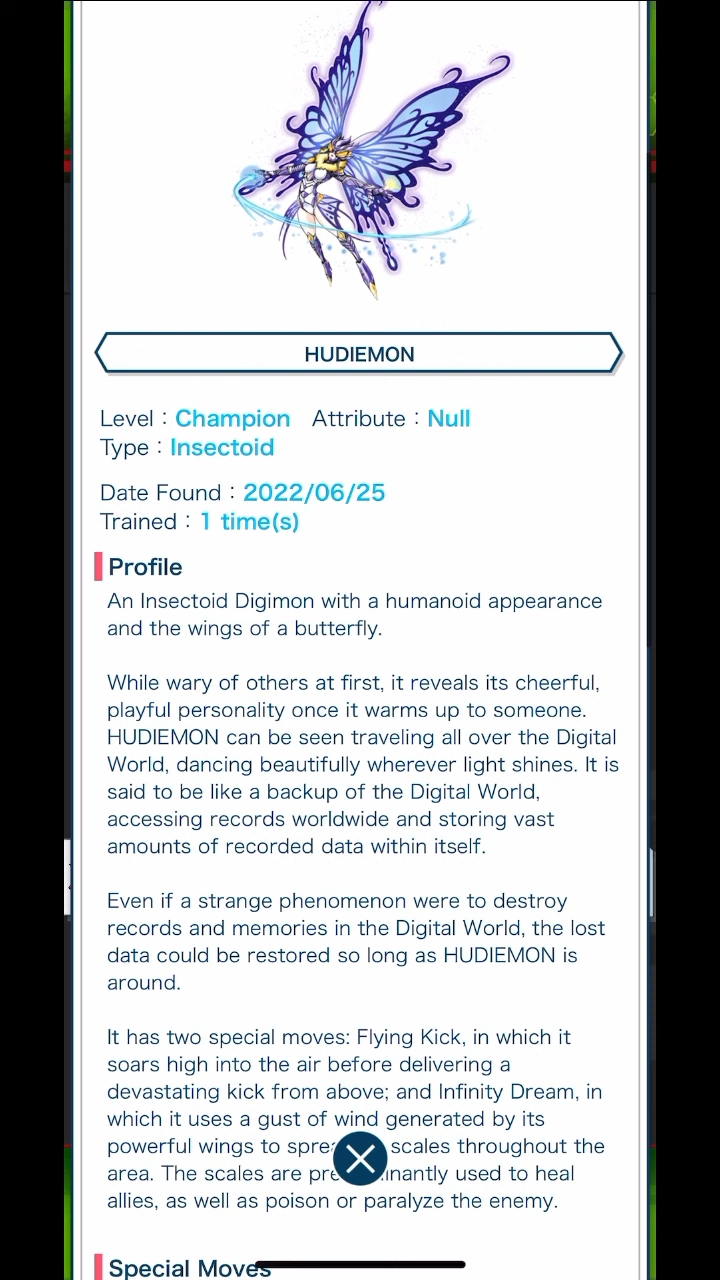 HUDIEMON
Level : Champion Attribute : Null
Type : Insectoid
Date Found : 2022/06/25
Trained : 1 time(s)
Profile
An Insectoid Digimon with a humanoid appearance
and the wings of a butterfly.
While wary of others at first, it reveals its cheerful,
playful personality once it warms up to someone.
HUDIEMON can be seen traveling all over the Digital
World, dancing beautifully wherever light shines. It is
said to be like a backup of the Digital World,
accessing records worldwide and storing vast
amounts of recorded data within itself.
Even if a strange phenomenon were to destroy
records and memories in the Digital World, the lost
data could be restored so long as HUDIEMON is
around.
It has two special moves: Flying Kick, in which it
soars high into the air before delivering a
devastating kick from above; and Infinity Dream, in
which it uses a gust of wind generated by its
powerful wings to scales throughout the
area. The scales are used to heal
allies, as well as poison or paralyze the enemy.
Special Moves